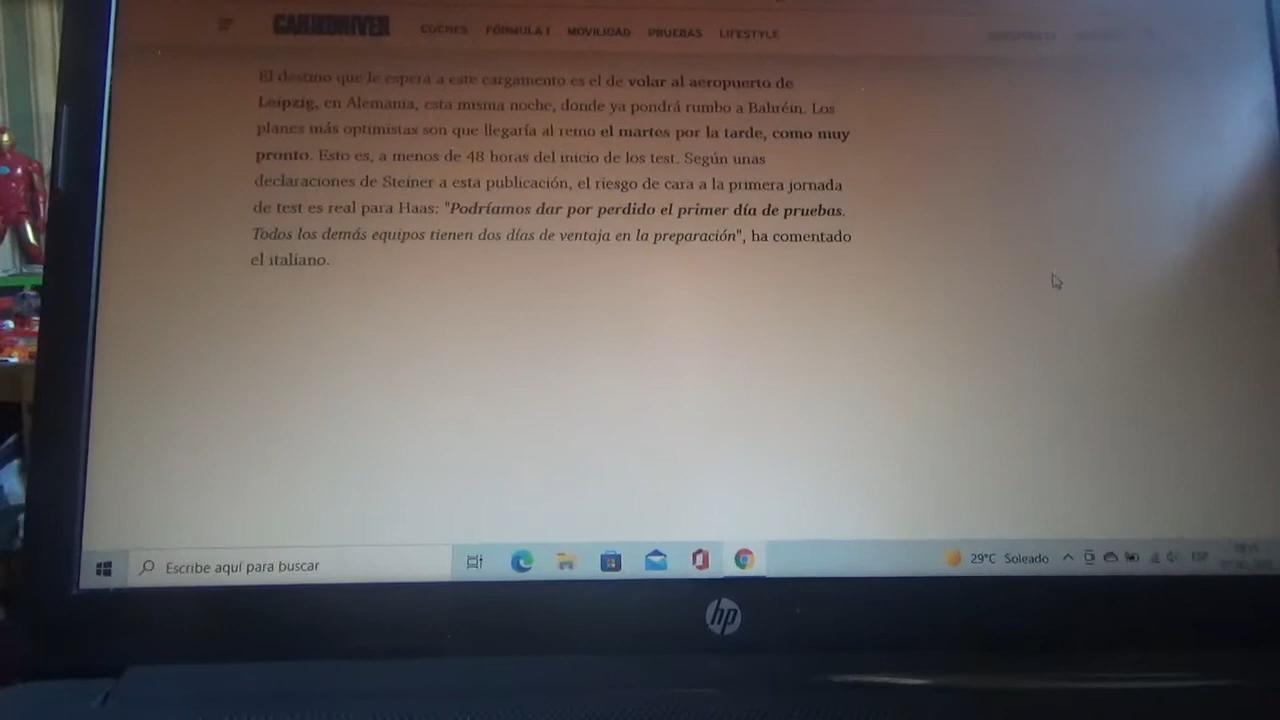 CAR AND DRIVER COCHES FÓRMULA 1 MOVILIDAD PRUEBAS LIFESTYLE
El destino que le espera a este cargamento es el de volar al aeropuerto de
Leipzig, en Alemania, esta misma noche, donde ya pondrá rumbo a Bahréin. Los
planes más optimistas son que llegaría al reino el martes por la tarde, como muy
pronto. Esto es, a menos de 48 horas del inicio de los test. Según unas
declaraciones de Steiner a esta publicación, el riesgo de cara a la primera jornada
de test es real para Haas: "Podríamos dar por perdido el primer día de pruebas.
Todos los demás equipos tienen dos días de ventaja en la preparación", ha comentado
el italiano.
Escribe aquí para buscar
29°C Soleado
ESP
hp